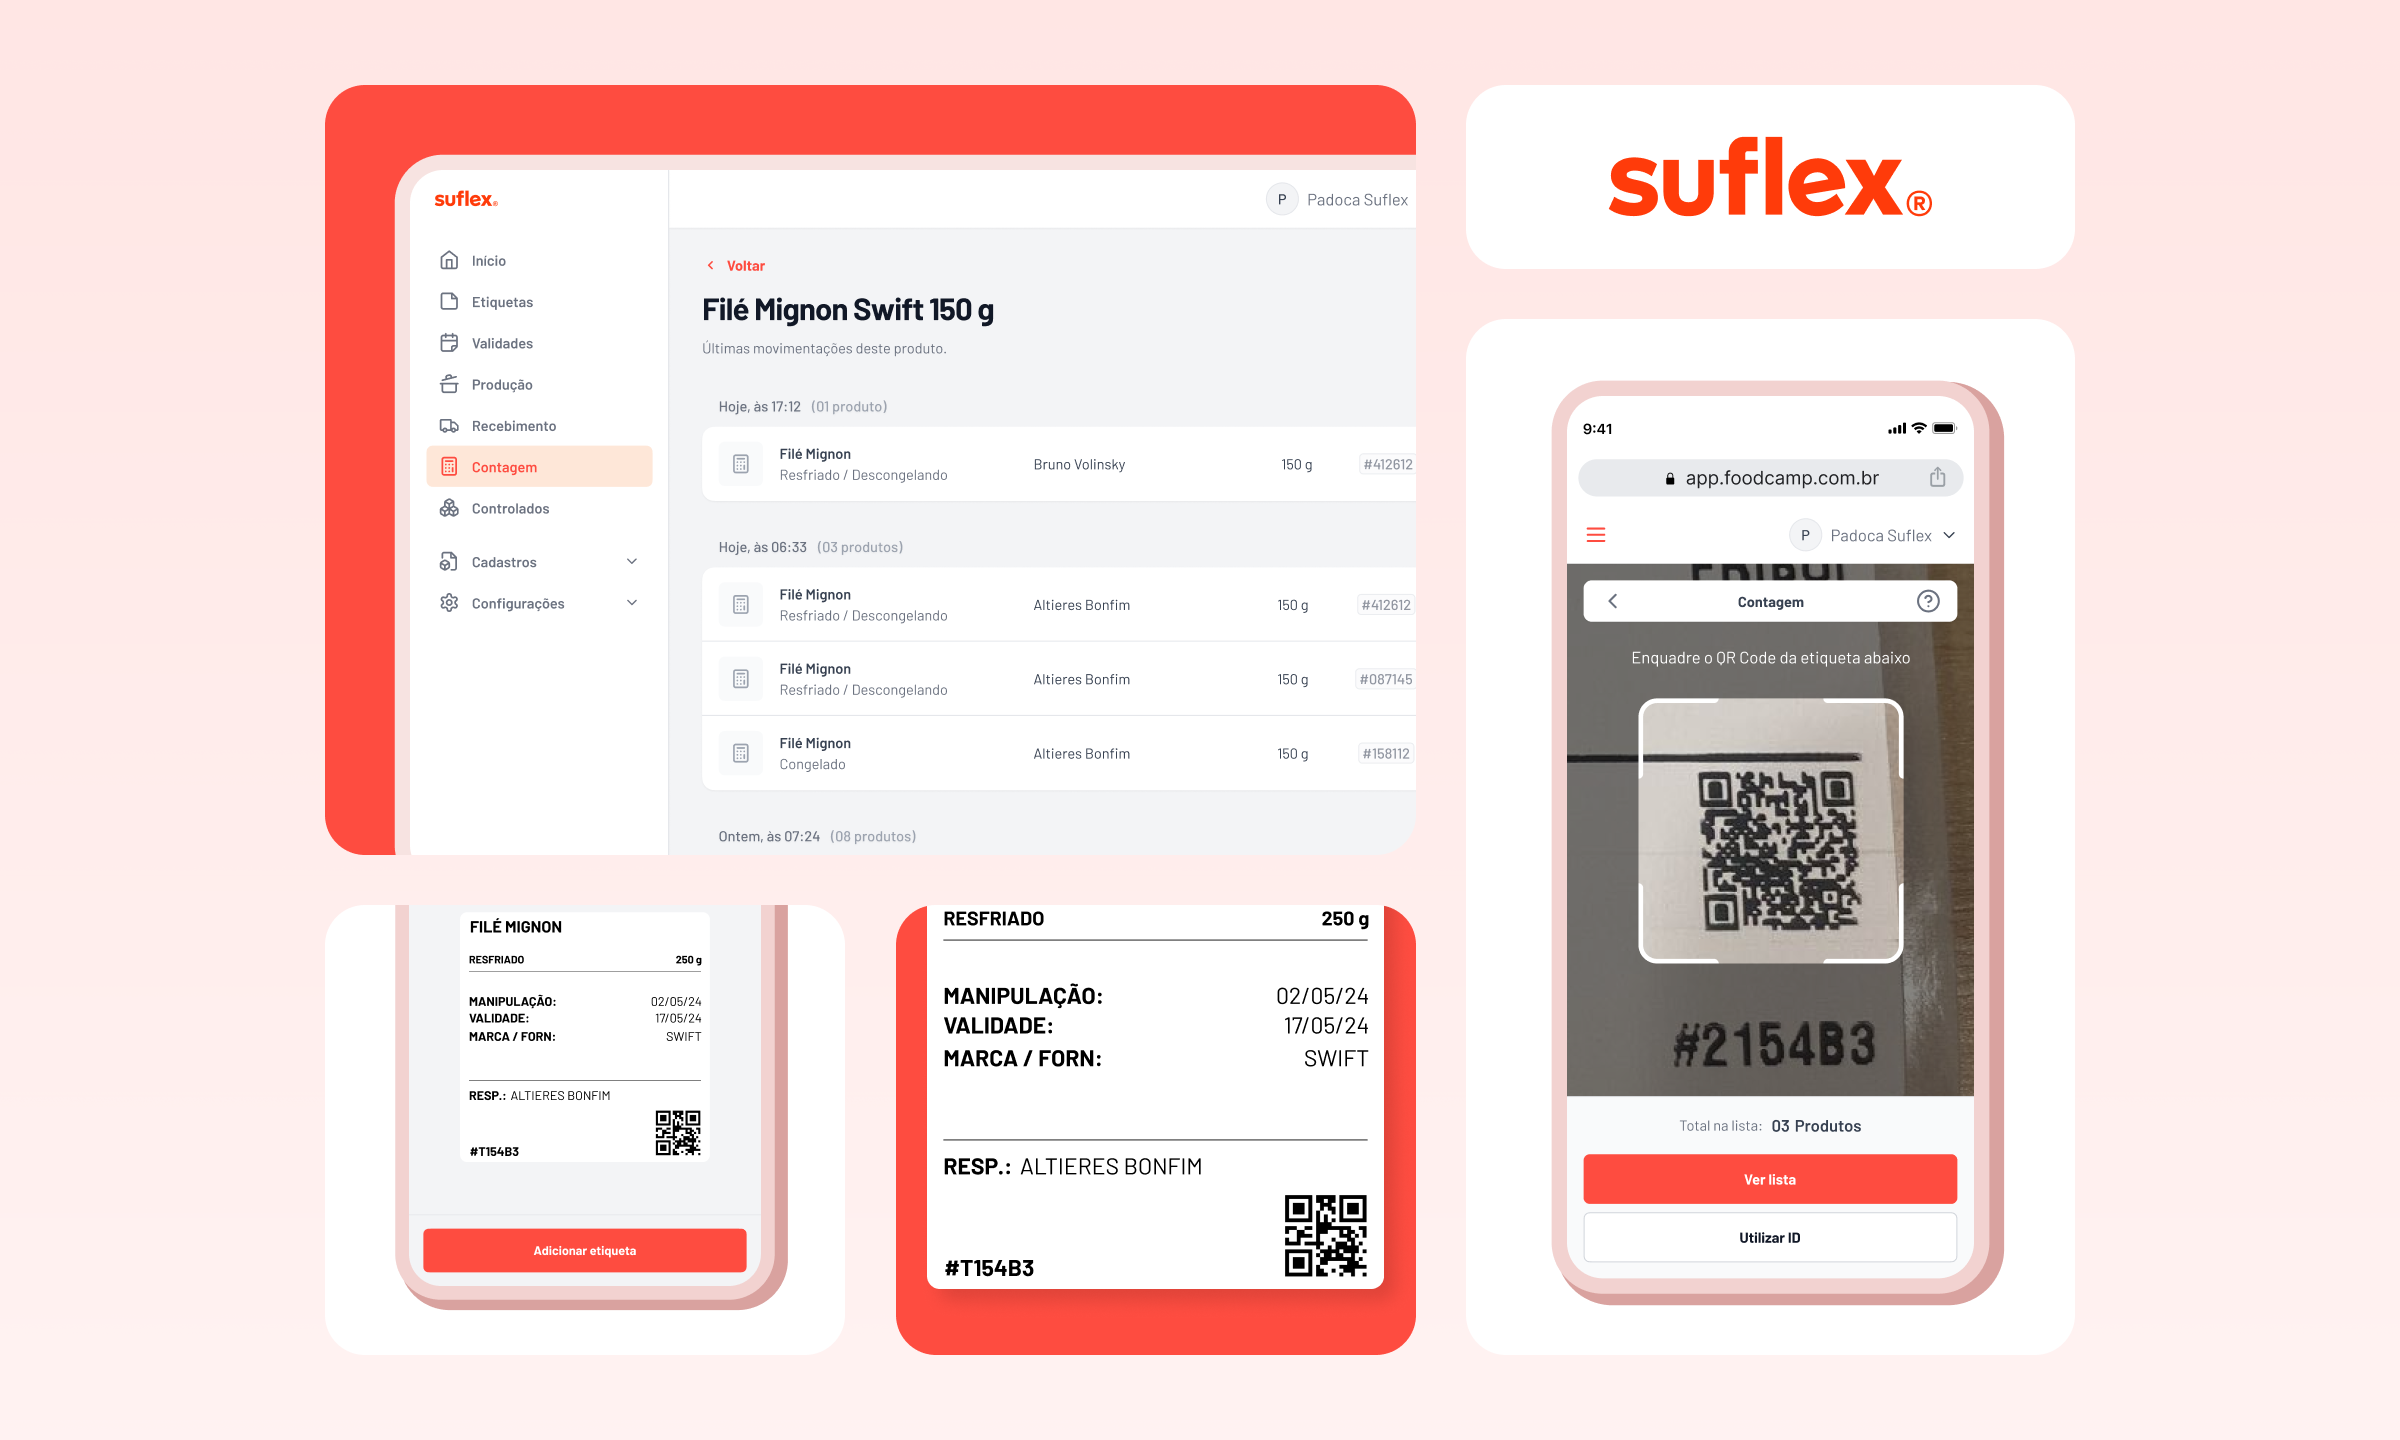 suflex®
P Padoca Suflex
Início
Etiquetas
Validades
Produção
Recebimento
Contagem
Controlados
Cadastros
Configurações
Voltar
Filé Mignon Swift 150 g
Últimas movimentações deste produto.
Hoje, às 17:12 (01 produto)
Filé Mignon
Resfriado / Descongelando
Bruno Volinsky
150 g
#412612
Hoje, às 06:33 (03 produtos)
Filé Mignon
Resfriado / Descongelando
Altieres Bonfim
150 g
#412612
Filé Mignon
Resfriado / Descongelando
Altieres Bonfim
150 g
#087145
Filé Mignon
Congelado
Altieres Bonfim
150 g
#158112
Ontem, às 07:24 (08 produtos)
suflex®
9:41
app.foodcamp.com.br
P Padoca Suflex
Contagem
Enquadre o QR Code da etiqueta abaixo
#2154B3
Total na lista: 03 Produtos
Ver lista
Utilizar ID
FILÉ MIGNON
RESFRIADO 250 g
MANIPULAÇÃO: 02/05/24
VALIDADE: 17/05/24
MARCA / FORN: SWIFT
RESP.: ALTIERES BONFIM
#T154B3
Adicionar etiqueta
RESFRIADO 250 g
MANIPULAÇÃO: 02/05/24
VALIDADE: 17/05/24
MARCA / FORN: SWIFT
RESP.: ALTIERES BONFIM
#T154B3